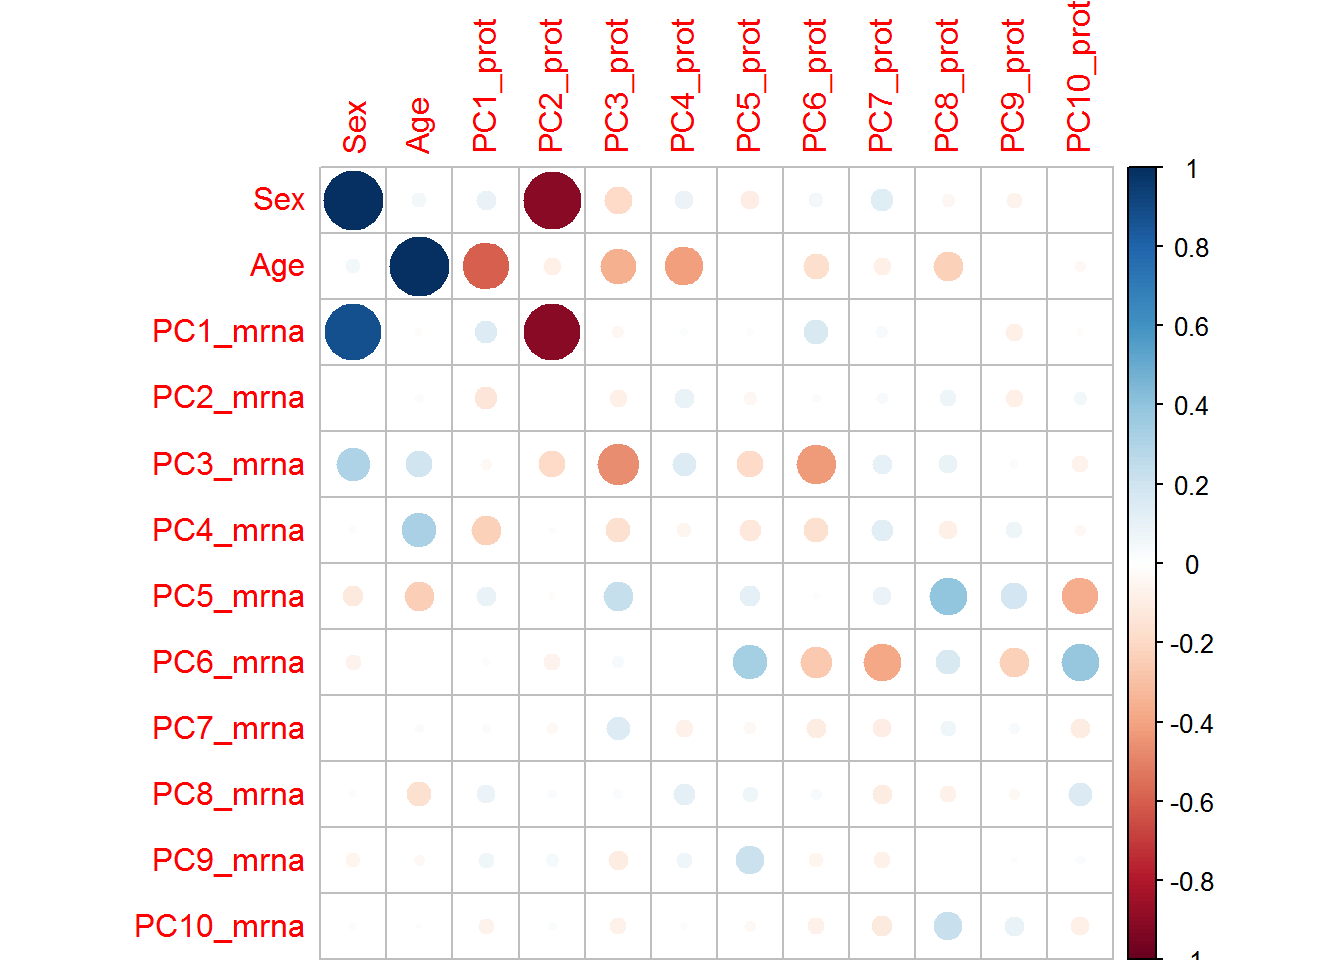 Sex
Age
PC1_prot
PC2_prot
PC3_prot
PC4_prot
PC5_prot
PC6_prot
PC7_prot
PC8_prot
PC9_prot
PC10_prot
Sex
Age
PC1_mrna
PC2_mrna
PC3_mrna
PC4_mrna
PC5_mrna
PC6_mrna
PC7_mrna
PC8_mrna
PC9_mrna
PC10_mrna
1
0.8
0.6
0.4
0.2
0
-0.2
-0.4
-0.6
-0.8
-1